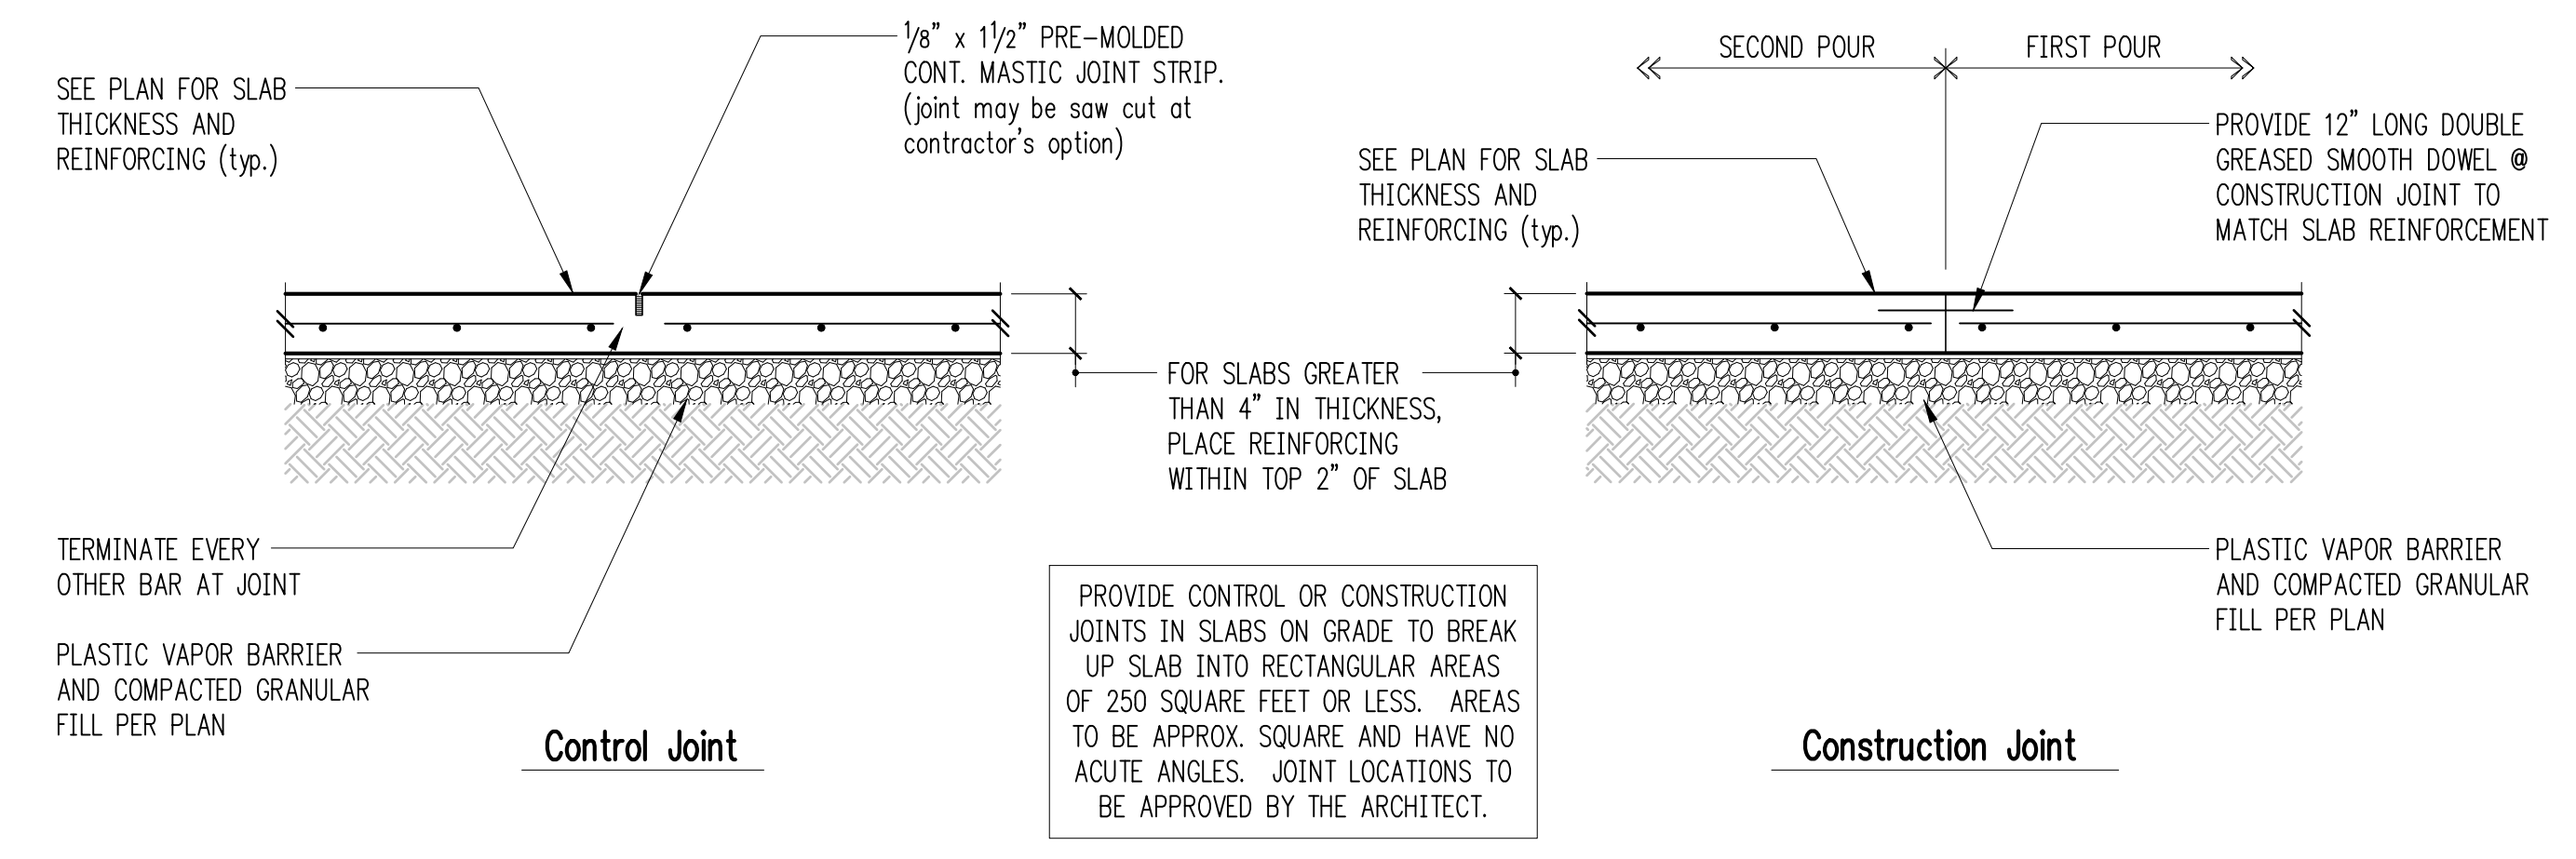 SEE PLAN FOR SLAB
THICKNESS AND
REINFORCING (typ.)
1/8” x 1 1/2” PRE-MOLDED
CONT. MASTIC JOINT STRIP.
(joint may be saw cut at
contractor's option)
TERMINATE EVERY
OTHER BAR AT JOINT
PLASTIC VAPOR BARRIER
AND COMPACTED GRANULAR
FILL PER PLAN
Control Joint
FOR SLABS GREATER
THAN 4” IN THICKNESS,
PLACE REINFORCING
WITHIN TOP 2” OF SLAB
PROVIDE CONTROL OR CONSTRUCTION
JOINTS IN SLABS ON GRADE TO BREAK
UP SLAB INTO RECTANGULAR AREAS
OF 250 SQUARE FEET OR LESS. AREAS
TO BE APPROX. SQUARE AND HAVE NO
ACUTE ANGLES. JOINT LOCATIONS TO
BE APPROVED BY THE ARCHITECT.
SECOND POUR
FIRST POUR
SEE PLAN FOR SLAB
THICKNESS AND
REINFORCING (typ.)
PROVIDE 12” LONG DOUBLE
GREASED SMOOTH DOWEL @
CONSTRUCTION JOINT TO
MATCH SLAB REINFORCEMENT
PLASTIC VAPOR BARRIER
AND COMPACTED GRANULAR
FILL PER PLAN
Construction Joint